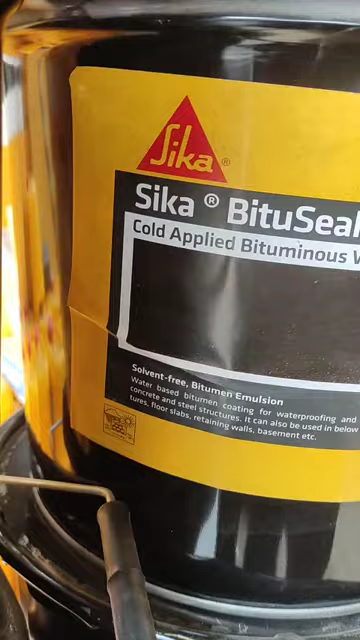 Sika ®
Sika ® BituSeal
Cold Applied Bituminous
Solvent-free, Bitumen Emulsion
Water based bitumen coating for waterproofing and
concrete and steel structures. It can also be used in below
tures, floor slabs, retaining walls, basement etc.